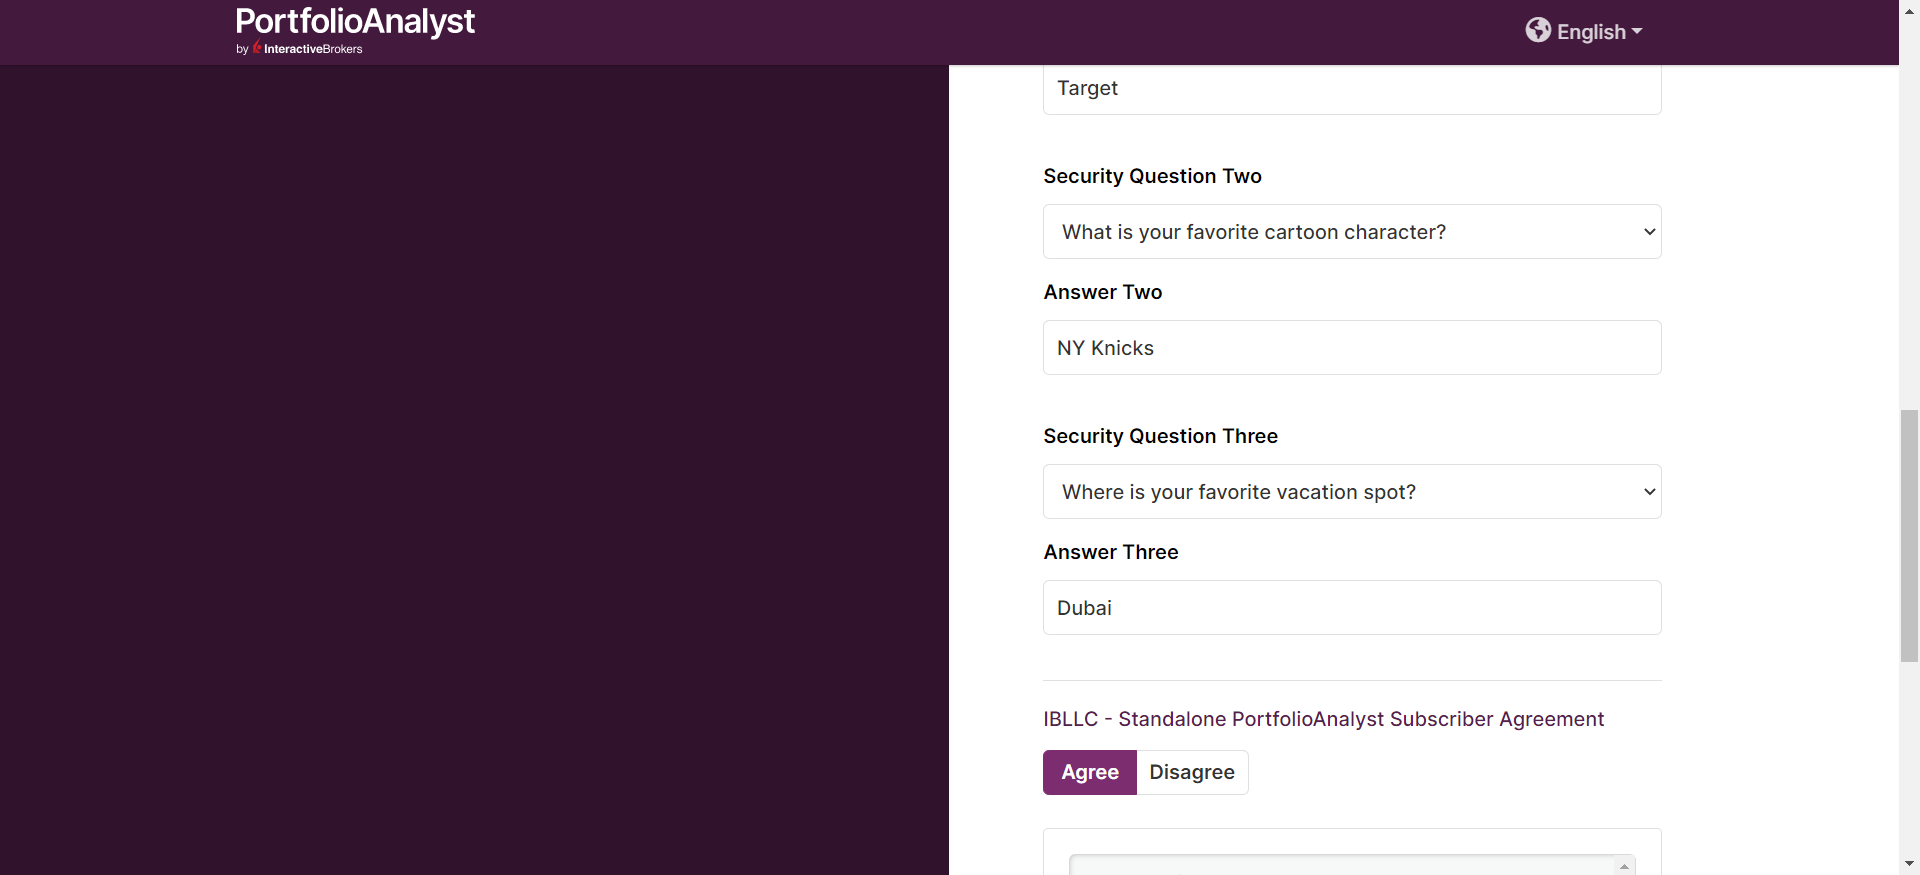 PortfolioAnalyst
by InteractiveBrokers
English
Target
Security Question Two
What is your favorite cartoon character?
Answer Two
NY Knicks
Security Question Three
Where is your favorite vacation spot?
Answer Three
Dubai
IBLLC - Standalone PortfolioAnalyst Subscriber Agreement
Agree Disagree